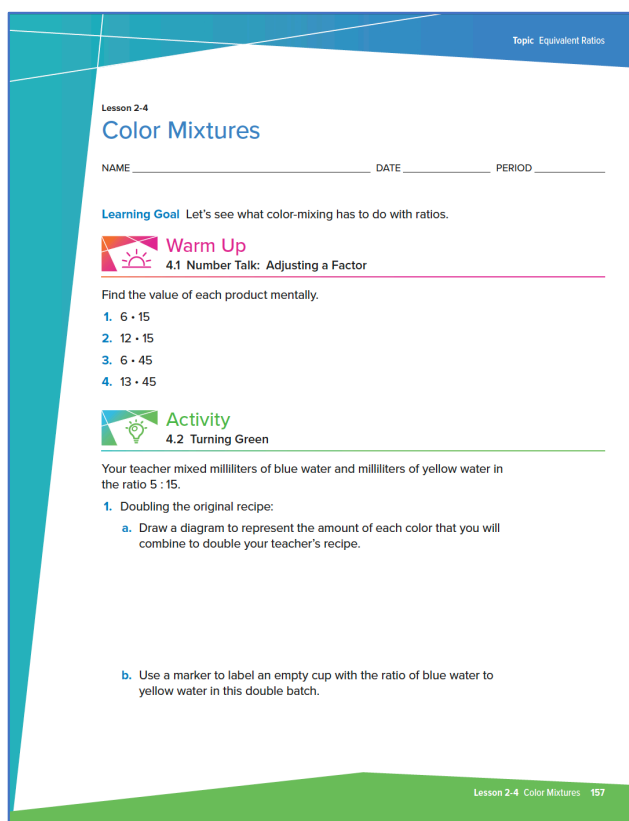 Topic Equivalent Ratios
Lesson 2-4
Color Mixtures
NAME DATE PERIOD
Learning Goal Let’s see what color-mixing has to do with ratios.
Warm Up
4.1 Number Talk: Adjusting a Factor
Find the value of each product mentally.
1. 6 • 15
2. 12 • 15
3. 6 • 45
4. 13 • 45
Activity
4.2 Turning Green
Your teacher mixed milliliters of blue water and milliliters of yellow water in
the ratio 5 : 15.
1. Doubling the original recipe:
a. Draw a diagram to represent the amount of each color that you will
combine to double your teacher’s recipe.
b. Use a marker to label an empty cup with the ratio of blue water to
yellow water in this double batch.
Lesson 2-4 Color Mixtures 157